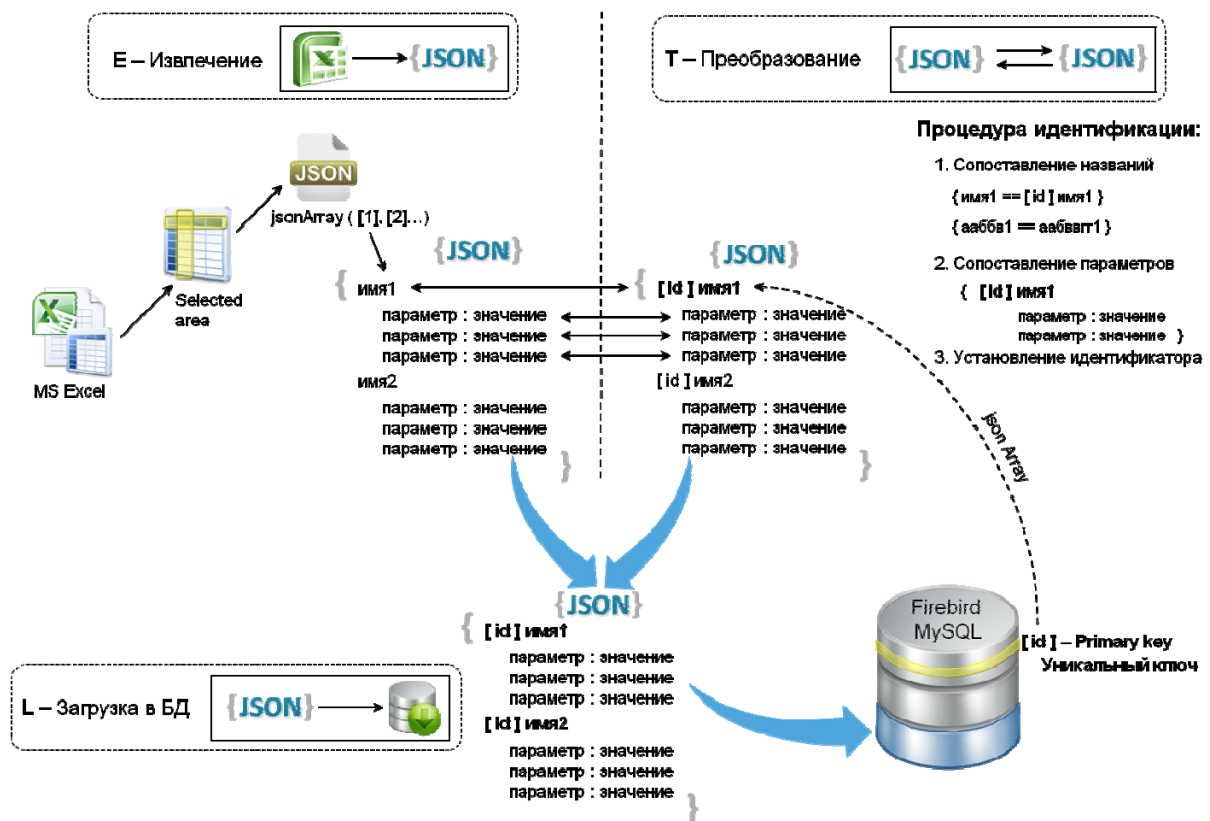 E – Извлечение
{JSON}
T – Преобразование
{JSON}
{JSON}
Процедура идентификации:
1. Сопоставление названий
{имя1 == [id] имя1 }
{ааббв1 == аабввгг1 }
2. Сопоставление параметров
{ [id] имя1
параметр : значение
параметр : значение }
3. Установление идентификатора
JSON
jsonArray ( [1], [2]…)
Selected
area
MS Excel
{JSON}
{ имя1
параметр : значение
параметр : значение
параметр : значение
имя2
параметр : значение
параметр : значение
параметр : значение
}
{JSON}
{ [id] имя1
параметр : значение
параметр : значение
параметр : значение
[id] имя2
параметр : значение
параметр : значение
параметр : значение
}
json Array
{JSON}
{ [id] имя1
параметр : значение
параметр : значение
параметр : значение
[id] имя2
параметр : значение
параметр : значение
параметр : значение
}
Firebird
MySQL
[id] – Primary key
Уникальный ключ
L – Загрузка в БД
{JSON}